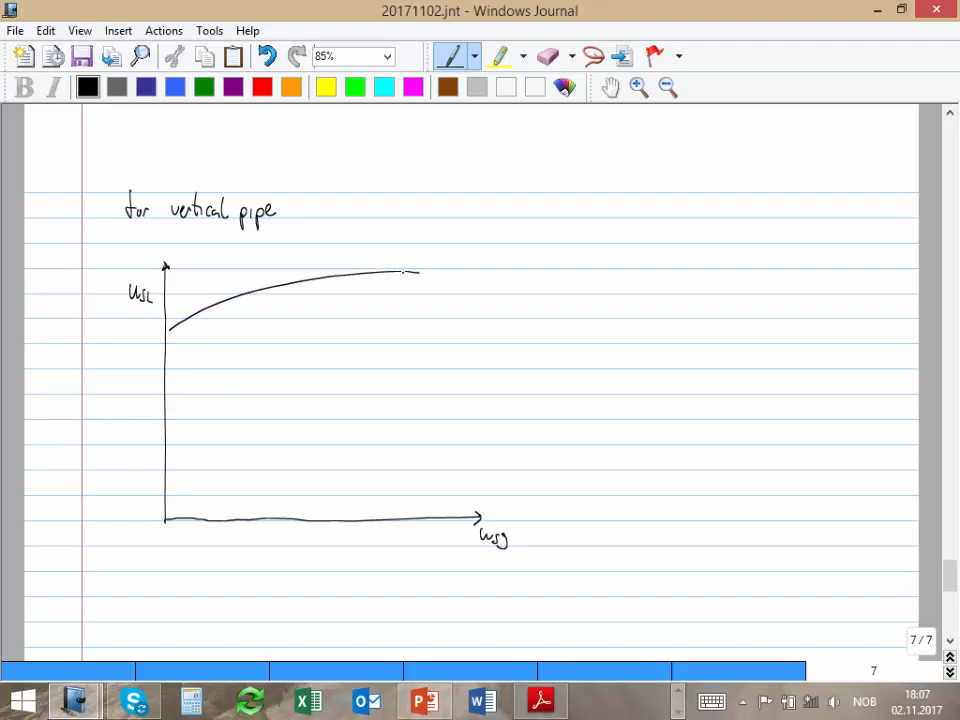 20171102.jnt - Windows Journal
File Edit View Insert Actions Tools Help
85%
B I
for vertical pipe
usL
usg
7 / 7
7
NOB
18:07
02.11.2017